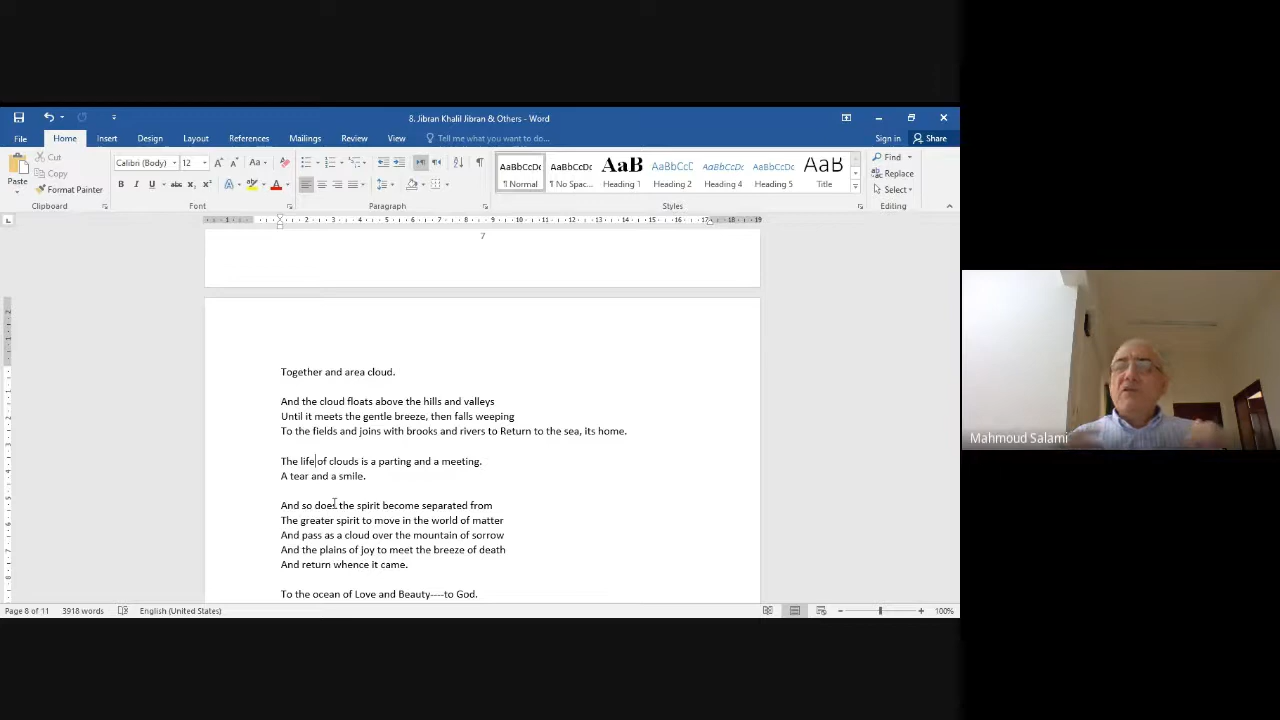 8. Jibran Khalil Jibran & Others - Word
File
Home
Insert
Design
Layout
References
Mailings
Review
View
Tell me what you want to do...
Sign in
Share
Paste
Cut
Copy
Format Painter
Calibri (Body)
12
AaBbCcDc
¶ Normal
AaBbCcDc
¶ No Spac...
AaB
Heading 1
AaBbCcD
Heading 2
AaBbCcDc
Heading 4
AaBbCcDc
Heading 5
AaB
Title
Find
Replace
Select
Clipboard
Font
Paragraph
Styles
Editing
7
Together and area cloud.
And the cloud floats above the hills and valleys
Until it meets the gentle breeze, then falls weeping
To the fields and joins with brooks and rivers to Return to the sea, its home.
The life of clouds is a parting and a meeting.
A tear and a smile.
And so does the spirit become separated from
The greater spirit to move in the world of matter
And pass as a cloud over the mountain of sorrow
And the plains of joy to meet the breeze of death
And return whence it came.
To the ocean of Love and Beauty----to God.
Page 8 of 11
3918 words
English (United States)
100%
Mahmoud Salami